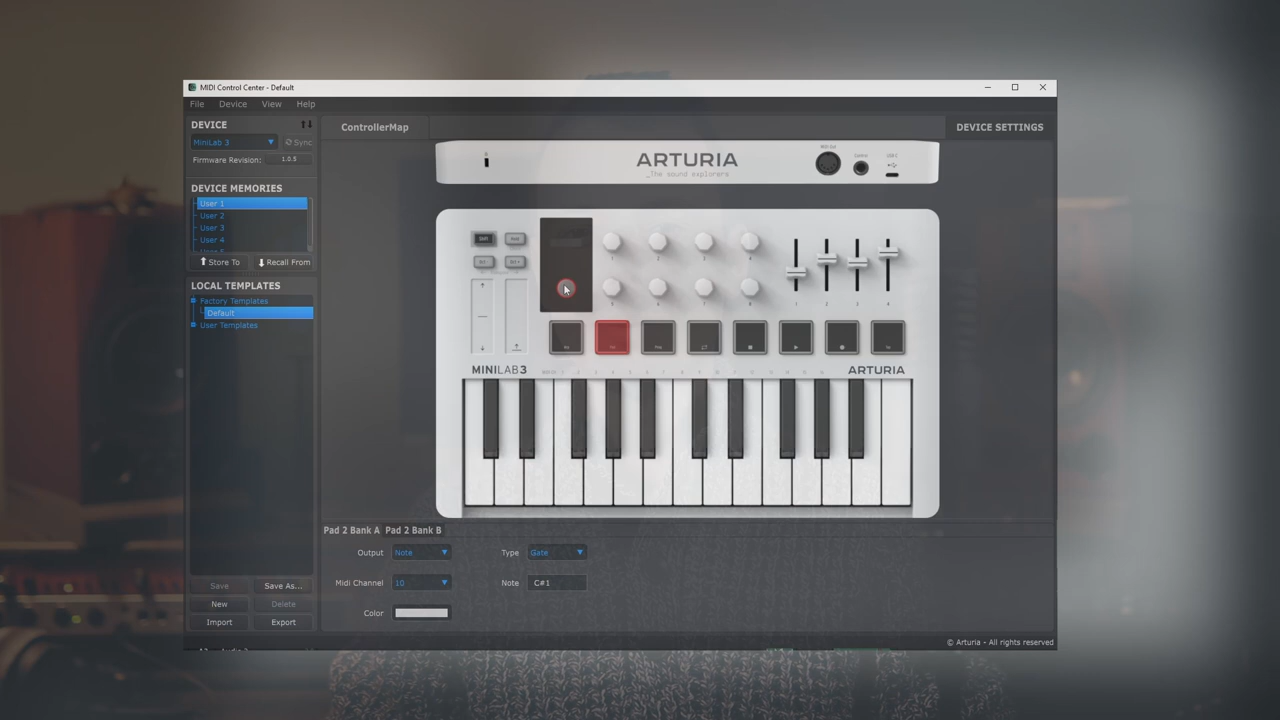 MIDI Control Center - Default
File Device View Help
DEVICE
MiniLab 3
Sync
Firmware Revision: 1.0.5
DEVICE MEMORIES
User 1
User 2
User 3
User 4
Store To
Recall From
LOCAL TEMPLATES
Factory Templates
Default
User Templates
Save
Save As...
New
Delete
Import
Export
ControllerMap
DEVICE SETTINGS
ARTURIA
_The sound explorers
MINILAB3
ARTURIA
Pad 2 Bank A Pad 2 Bank B
Output Note Type Gate
Midi Channel 10 Note C#1
Color
© Arturia - All rights reserved